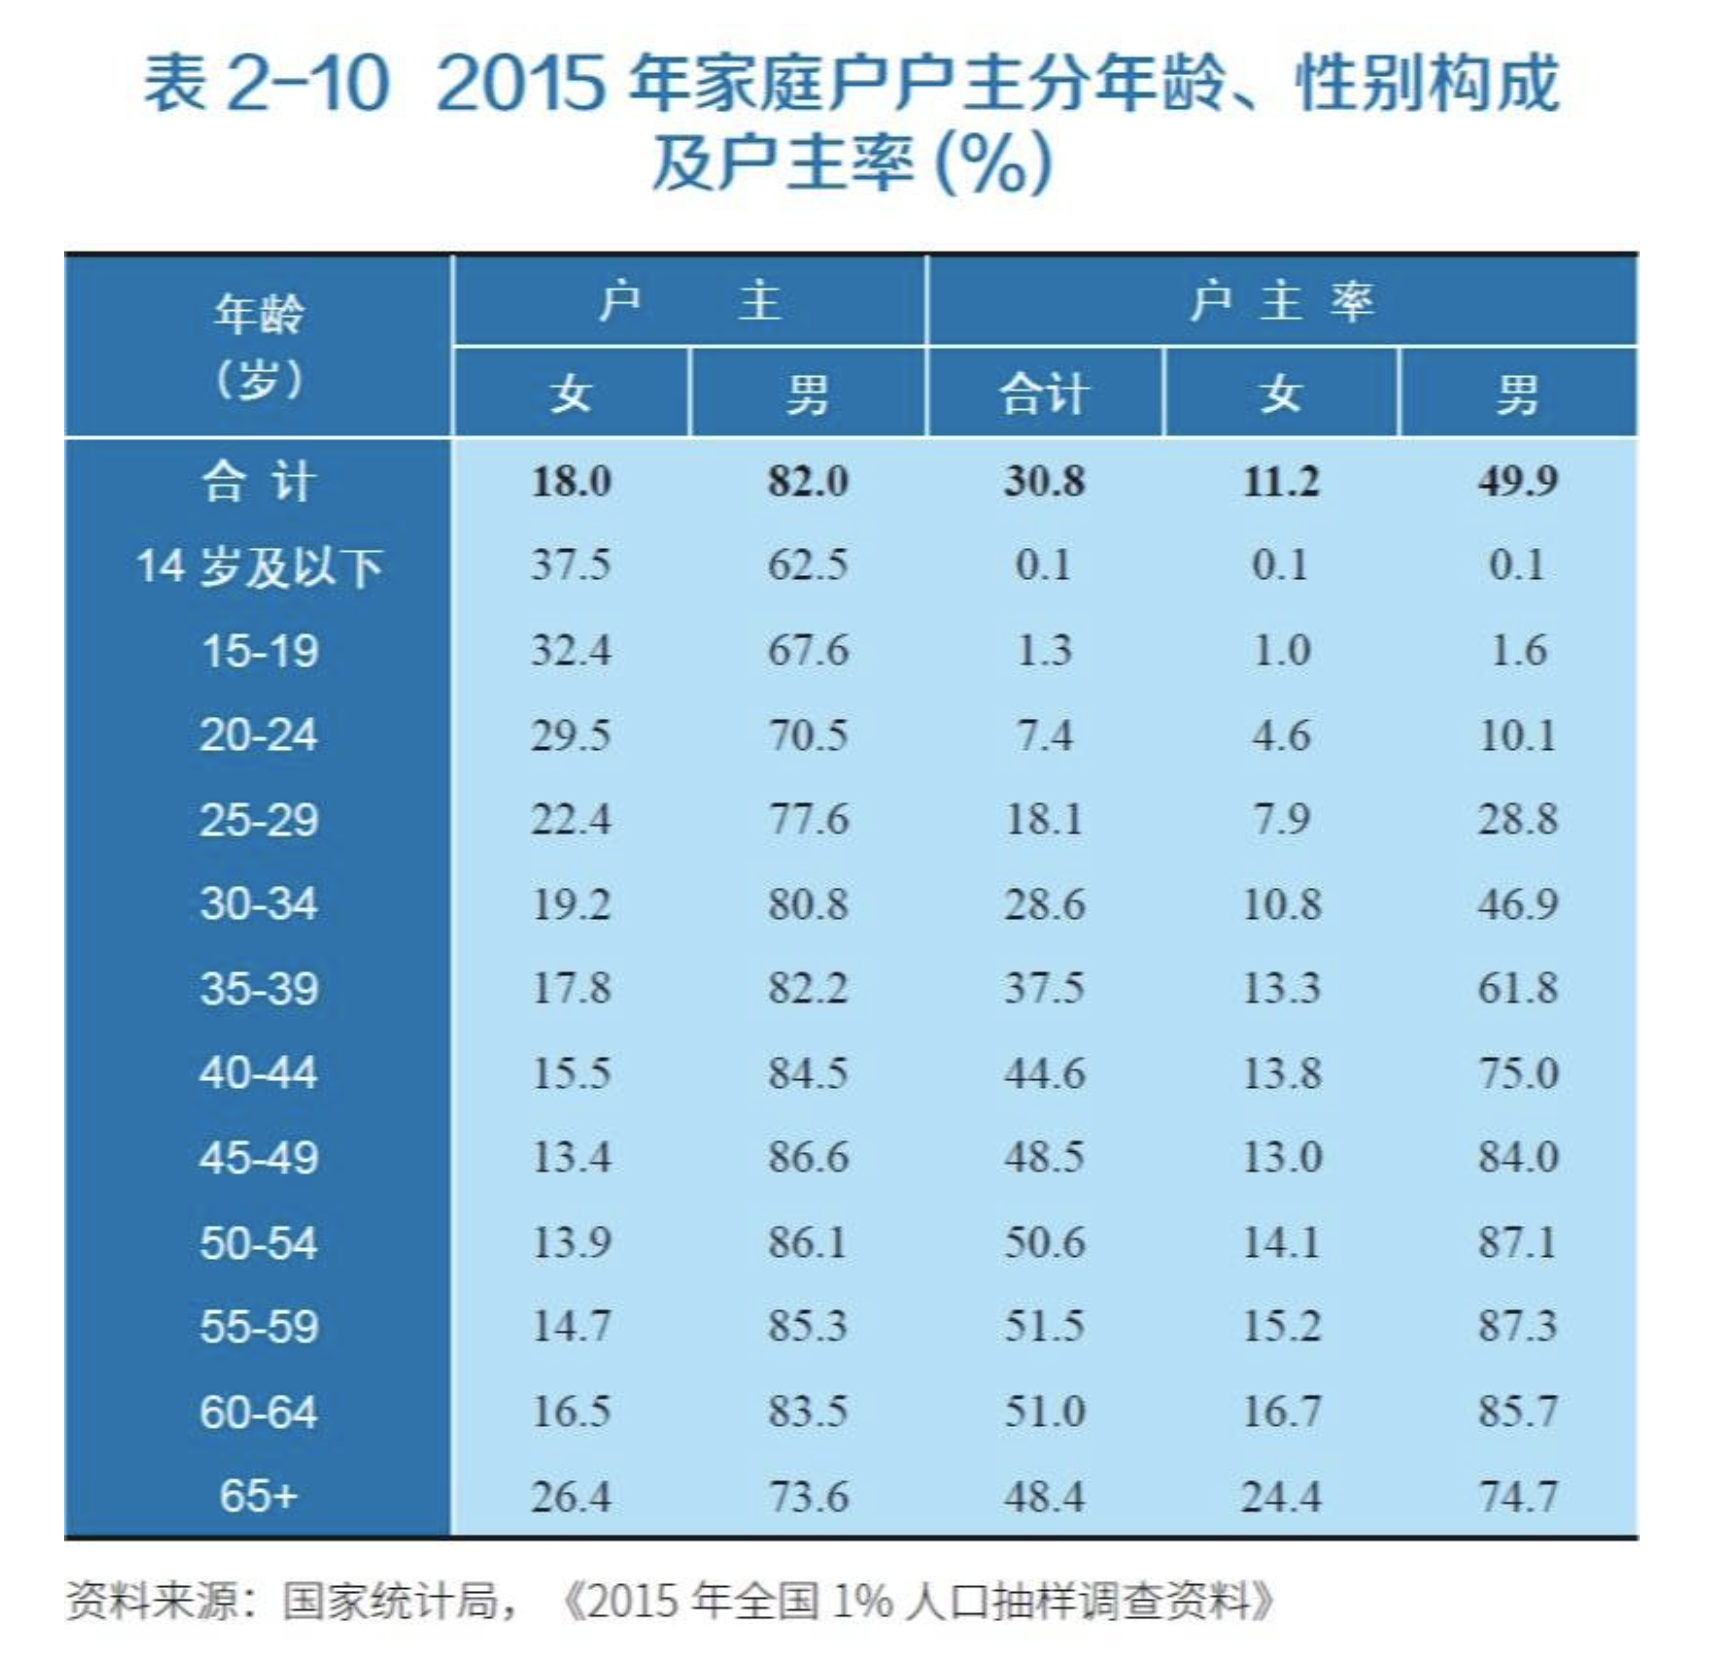 表 2-10 2015 年家庭户户主分年龄、性别构成
及户主率(%)
年龄
（岁）
户 主
户 主 率
女 男 合计 女 男
合 计 18.0 82.0 30.8 11.2 49.9
14 岁及以下 37.5 62.5 0.1 0.1 0.1
15-19 32.4 67.6 1.3 1.0 1.6
20-24 29.5 70.5 7.4 4.6 10.1
25-29 22.4 77.6 18.1 7.9 28.8
30-34 19.2 80.8 28.6 10.8 46.9
35-39 17.8 82.2 37.5 13.3 61.8
40-44 15.5 84.5 44.6 13.8 75.0
45-49 13.4 86.6 48.5 13.0 84.0
50-54 13.9 86.1 50.6 14.1 87.1
55-59 14.7 85.3 51.5 15.2 87.3
60-64 16.5 83.5 51.0 16.7 85.7
65+ 26.4 73.6 48.4 24.4 74.7
资料来源：国家统计局，《2015 年全国 1% 人口抽样调查资料》